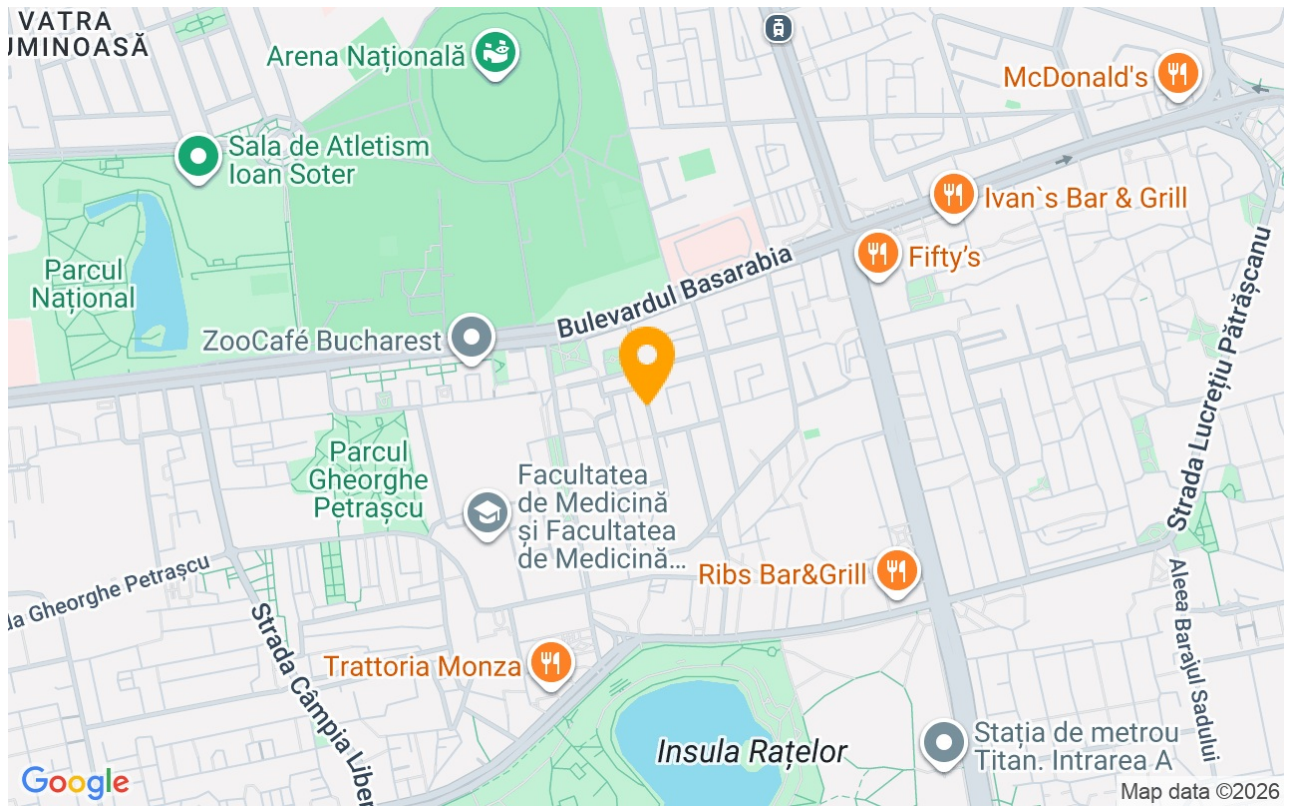 VATRA
UMINOASĂ
Arena Națională
McDonald's
Sala de Atletism
Ioan Soter
Ivan`s Bar & Grill
Fifty’s
Parcul
Național
Bulevardul Basarabia
ZooCafé Bucharest
Strada Lucrețiu Pătrășcanu
Parcul
Gheorghe
Petrașcu
Facultatea
de Medicină
și Facultatea
de Medicină...
da Gheorghe Petrașcu
Ribs Bar&Grill
Aleea Barajul Sadului
Strada Câmpia Liber
Trattoria Monza
Insula Rațelor
Stația de metrou
Titan. Intrarea A
Google
Map data ©2026